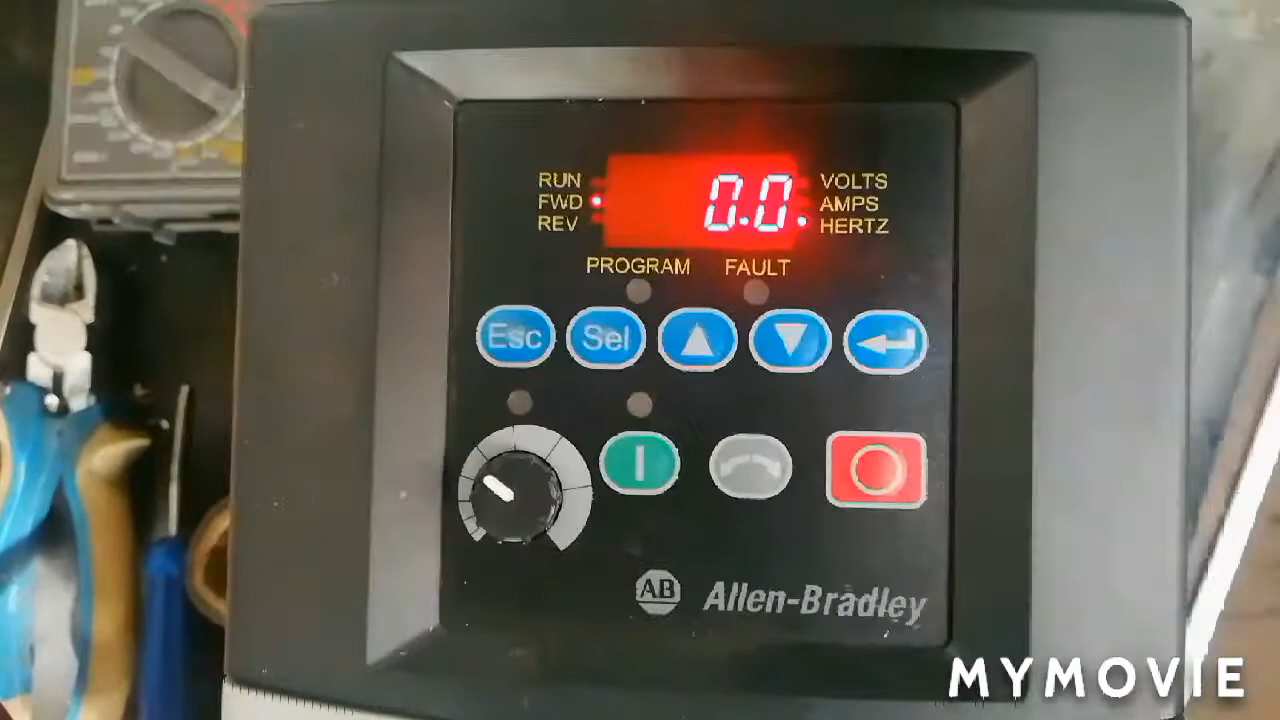 RUN
FWD
REV
0.0.
VOLTS
AMPS
HERTZ
PROGRAM FAULT
Esc Sel
AB Allen-Bradley
MYMOVIE